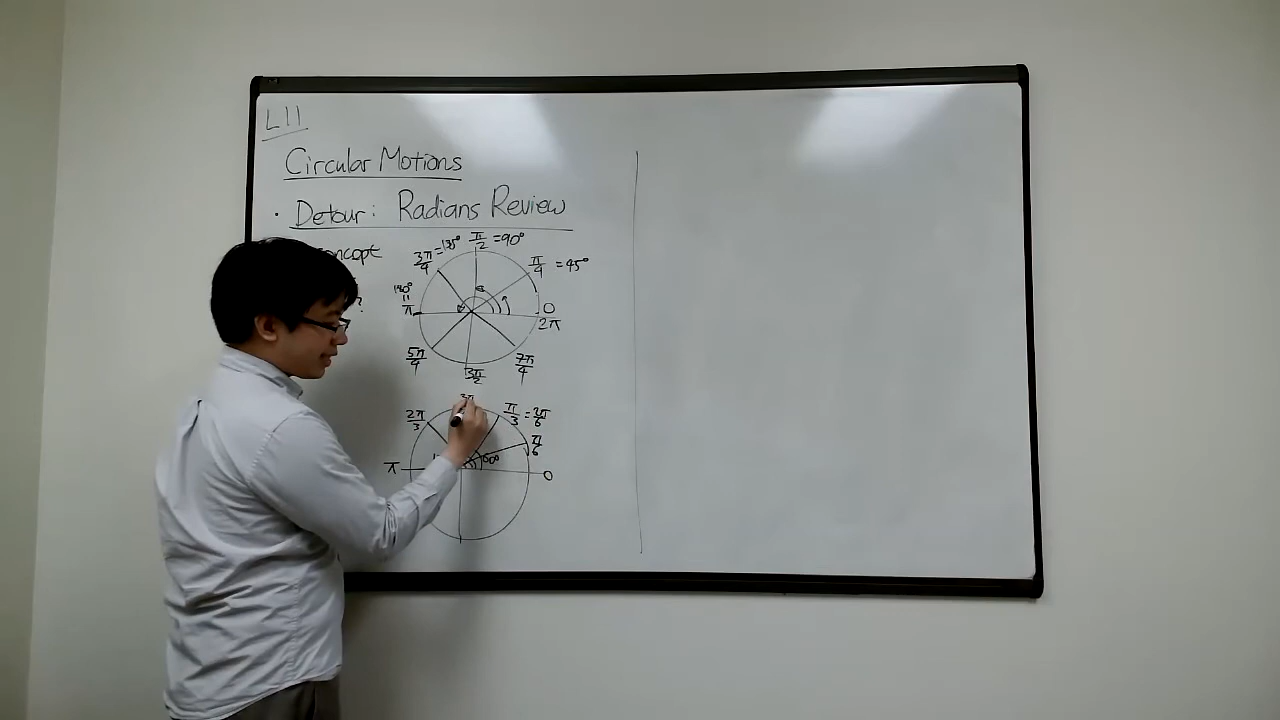 L11
Circular Motions
· Detour: Radians Review
concept
π/2 = 90°
3π/4 = 135°
π/4 = 45°
180°
=
π
0
2π
?
5π/4
3π/2
7π/4
2π/3
π/3 = 2π/6
π/6
60°
π
0